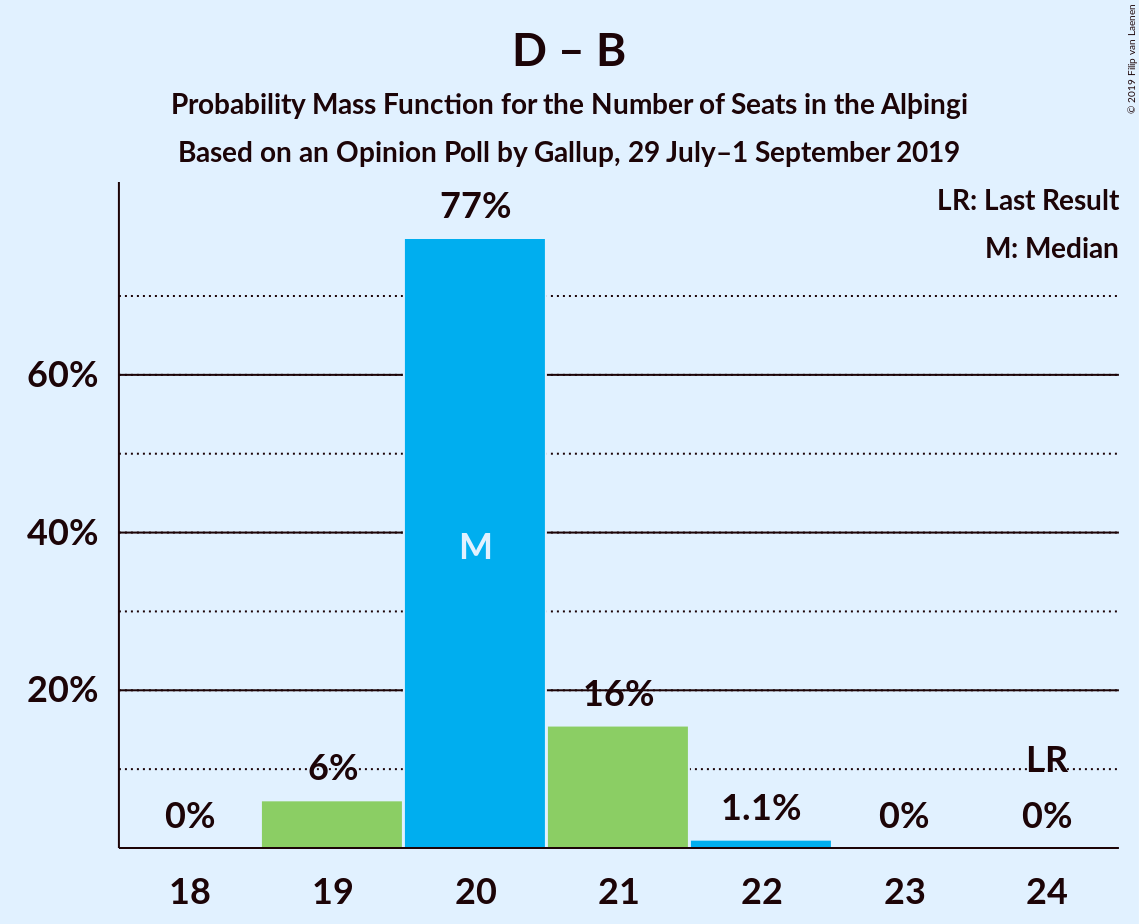 D – B
Probability Mass Function for the Number of Seats in the Alþingi
Based on an Opinion Poll by Gallup, 29 July–1 September 2019
© 2019 Filip van Laenen
LR: Last Result
M: Median
77%
60%
40%
20%
M
16%
6%
LR
0%
1.1%
0%
0%
18 19 20 21 22 23 24